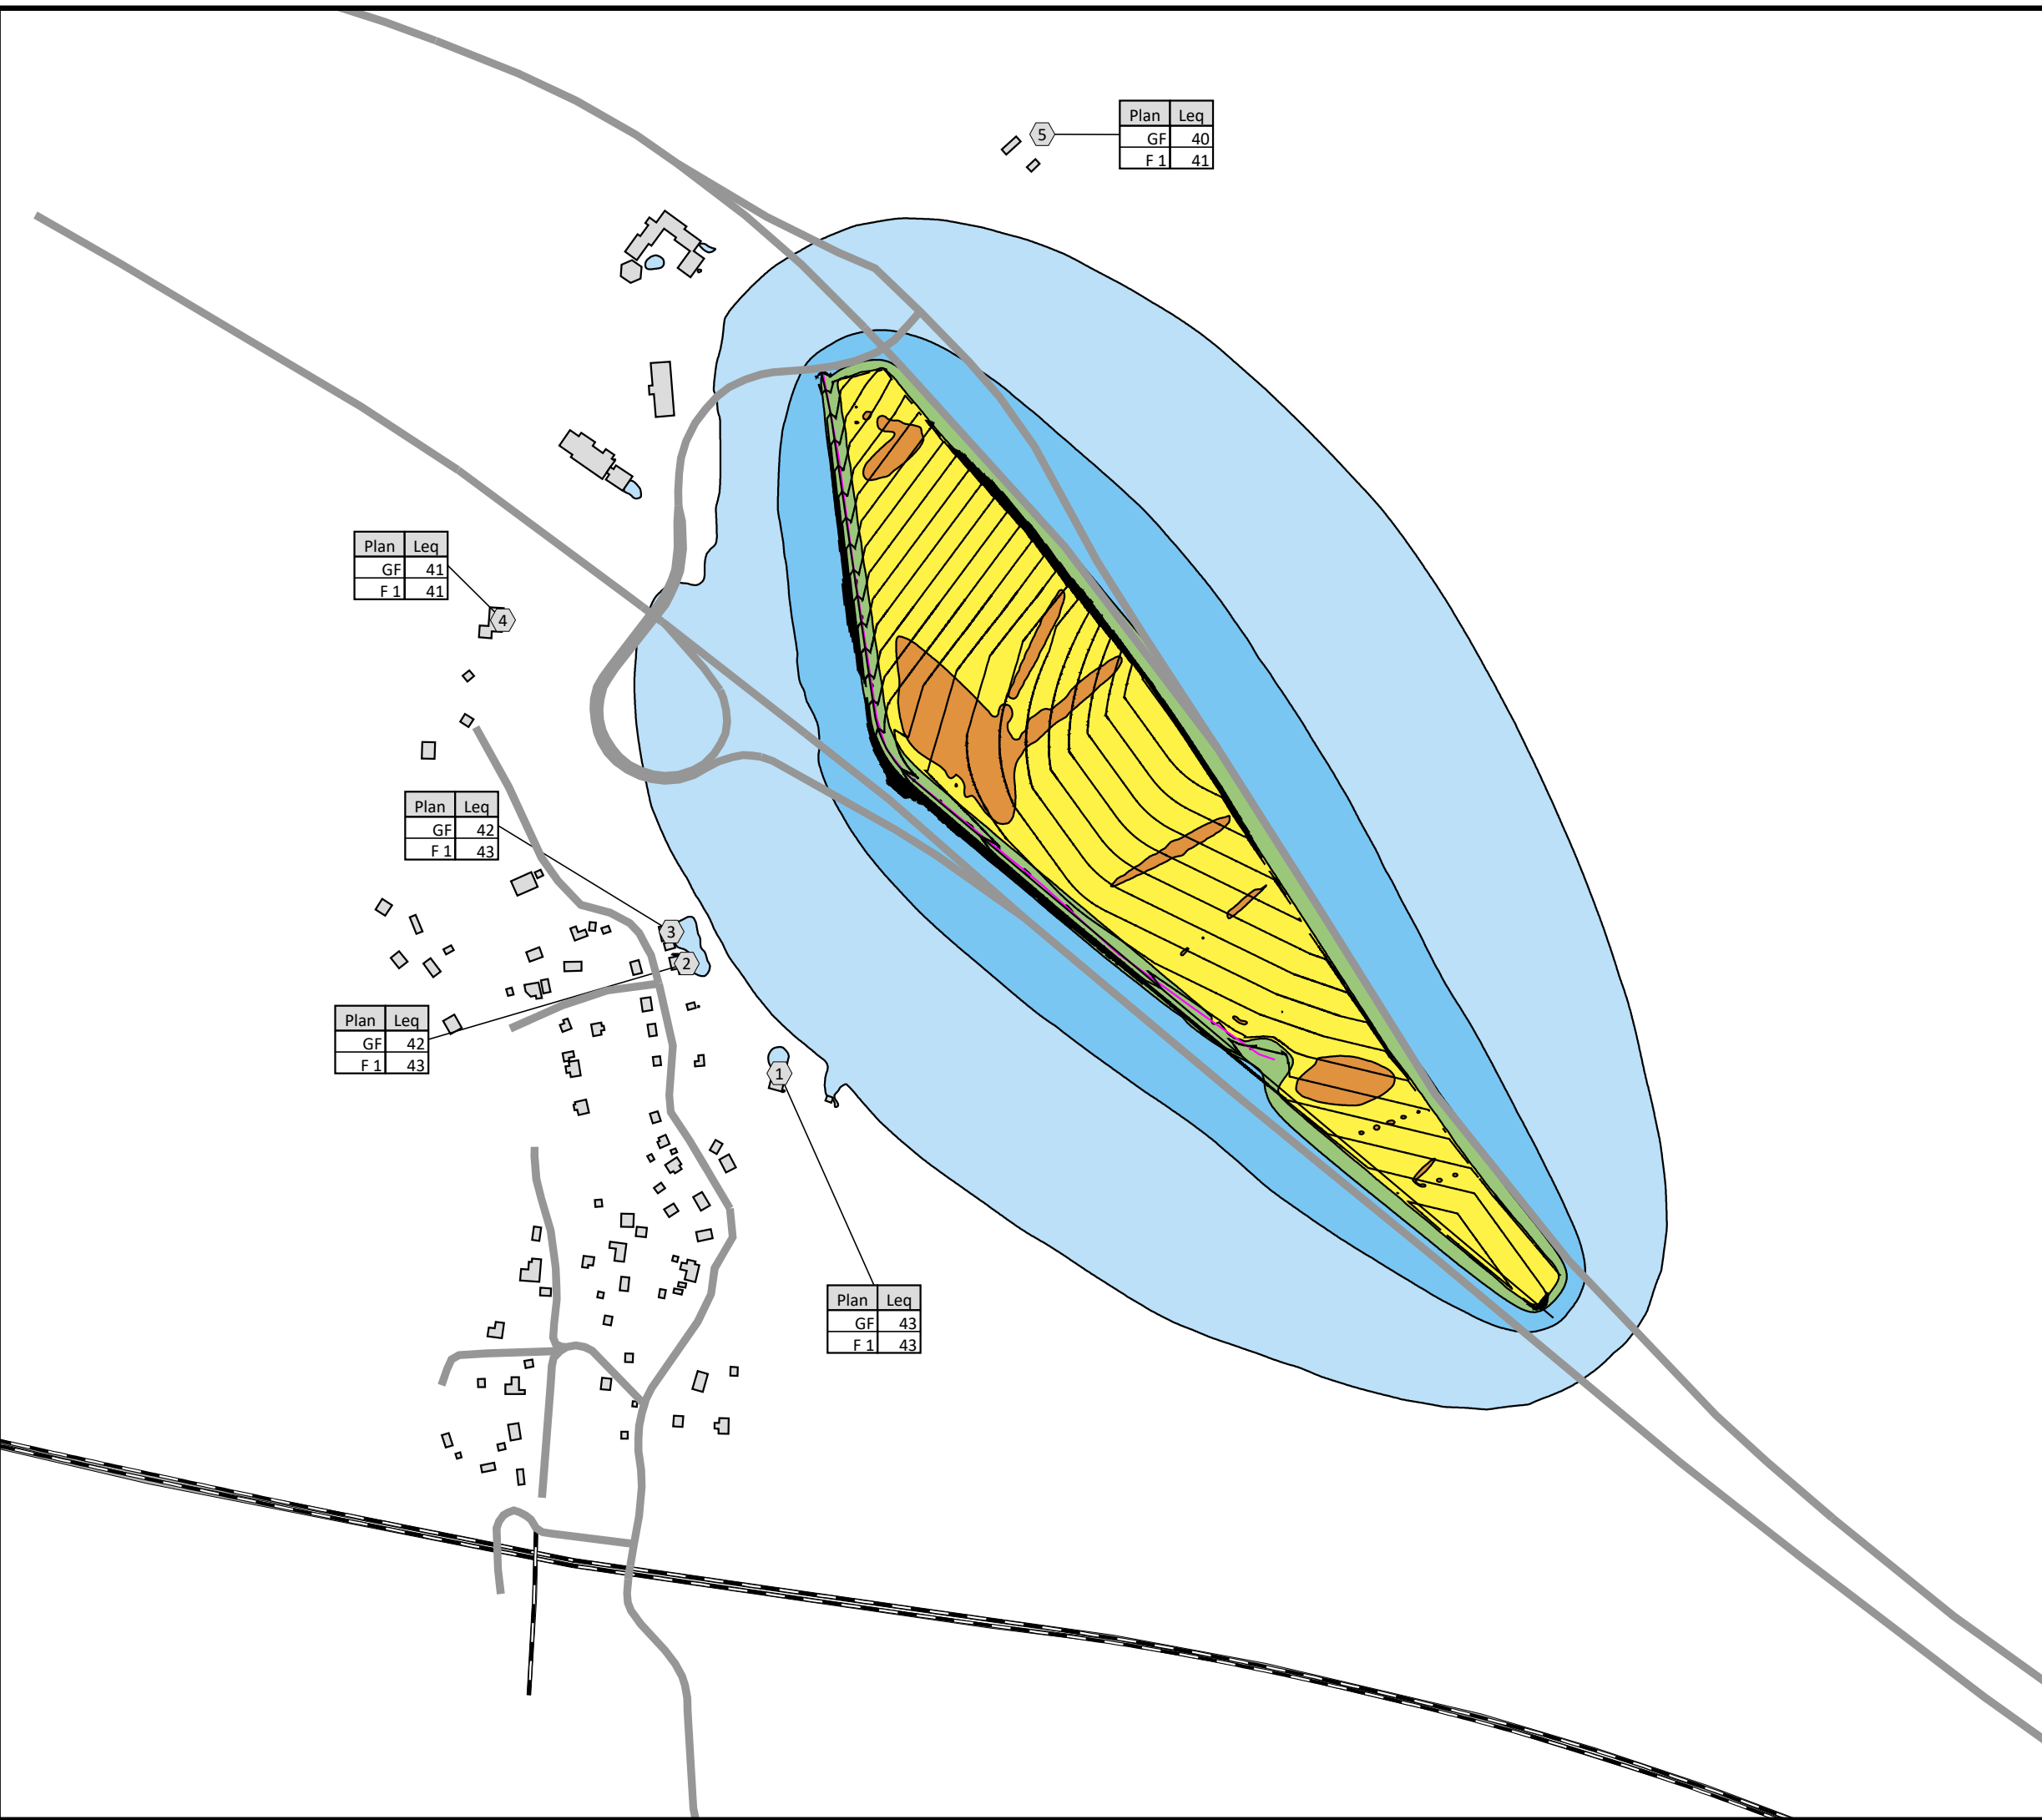 5
Plan Leq
GF 40
F 1 41
Plan Leq
GF 41
F 1 41
4
Plan Leq
GF 42
F 1 43
3
2
Plan Leq
GF 42
F 1 43
1
Plan Leq
GF 43
F 1 43